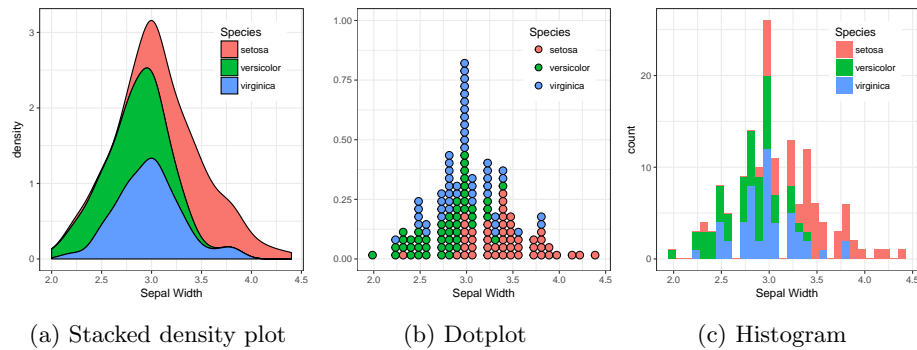 3
2
1
0
density
2.0 2.5 3.0 3.5 4.0 4.5
Sepal Width
Species
setosa
versicolor
virginica
(a) Stacked density plot
1.00
0.75
0.50
0.25
0.00
2.0 2.5 3.0 3.5 4.0 4.5
Sepal Width
Species
setosa
versicolor
virginica
(b) Dotplot
20
10
0
count
2.0 2.5 3.0 3.5 4.0 4.5
Sepal Width
Species
setosa
versicolor
virginica
(c) Histogram